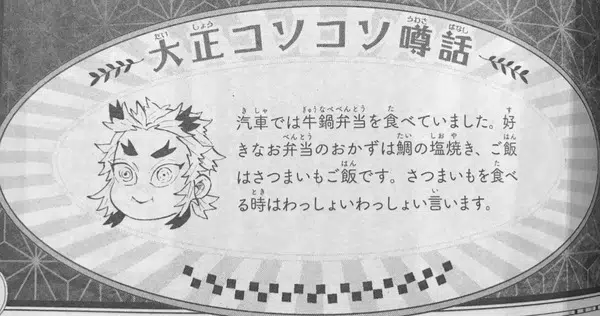 大正コソコソ噂話
汽車では牛鍋弁当を食べていました。好
きなお弁当のおかずは鯛の塩焼き、ご飯
はさつまいもご飯です。さつまいもを食べ
る時はわっしょいわっしょい言います。